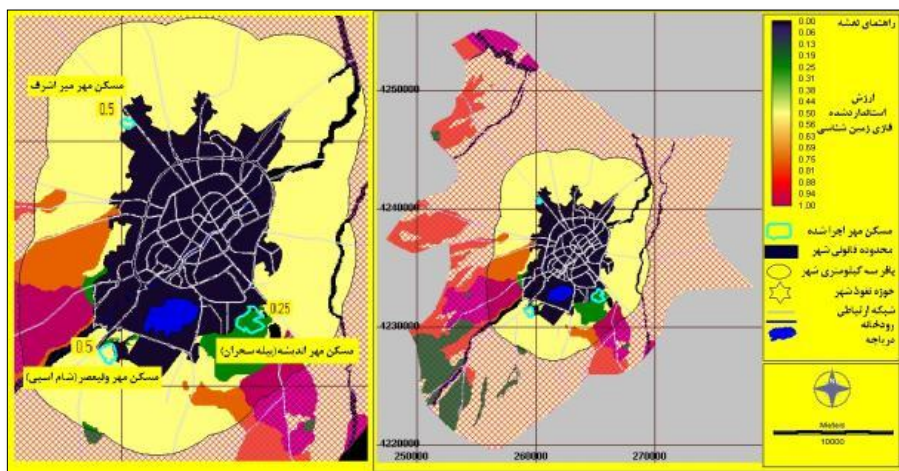 مسکن مهر میر اشرف
0.5
0.25
مسکن مهر اندیشه(پیله سحران)
0.5
مسکن مهر ولیعصر(شام اسبی)
4250000
4240000
4230000
4220000
250000
260000
270000
راهنمای نقشه
0.00
0.06
0.13
0.19
0.25
0.31
0.38
0.44
0.50
0.56
0.63
0.69
0.76
0.81
0.88
0.94
1.00
ارزش
استاندارد شده
فازی زمین شناسی
مسکن مهر اجرا شده
محدوده قانونی شهر
بافر سه کیلومتری شهر
حوزه نفوذ شهر
شبکه ارتباطی
رودخانه
دریاچه
N
Meters
10000